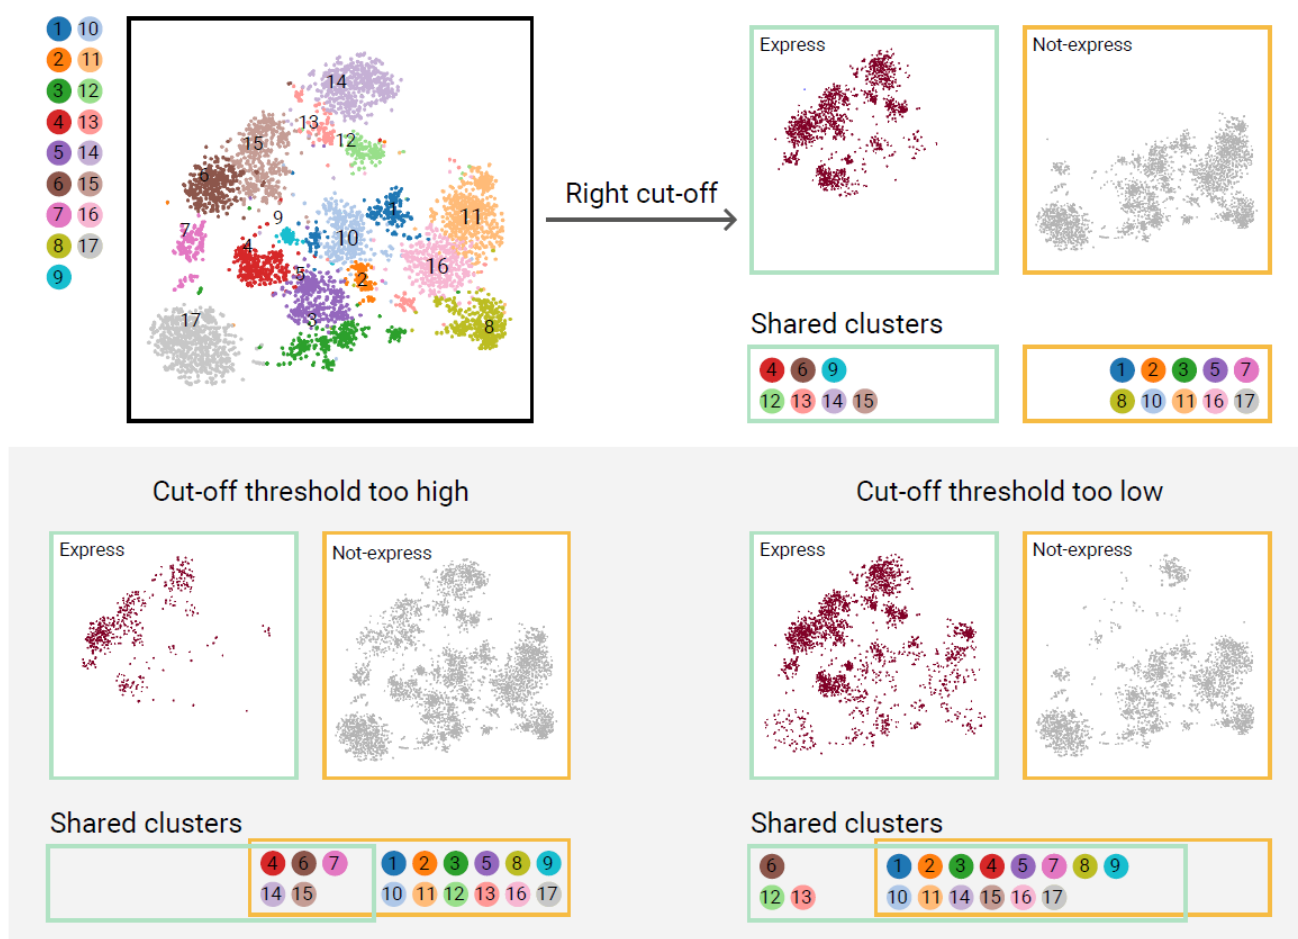 1 10
2 11
3 12
4 13
5 14
6 15
7 16
8 17
9
14
13
12
15
6
9
1
11
7
4
10
16
5
2
17
3
8
Right cut-off
Express
Not-express
Shared clusters
4 6 9
12 13 14 15
1 2 3 5 7
8 10 11 16 17
Cut-off threshold too high
Express
Not-express
Shared clusters
4 6 7 1 2 3 5 8 9
14 15 10 11 12 13 16 17
Cut-off threshold too low
Express
Not-express
Shared clusters
6 1 2 3 4 5 7 8 9
12 13 10 11 14 15 16 17